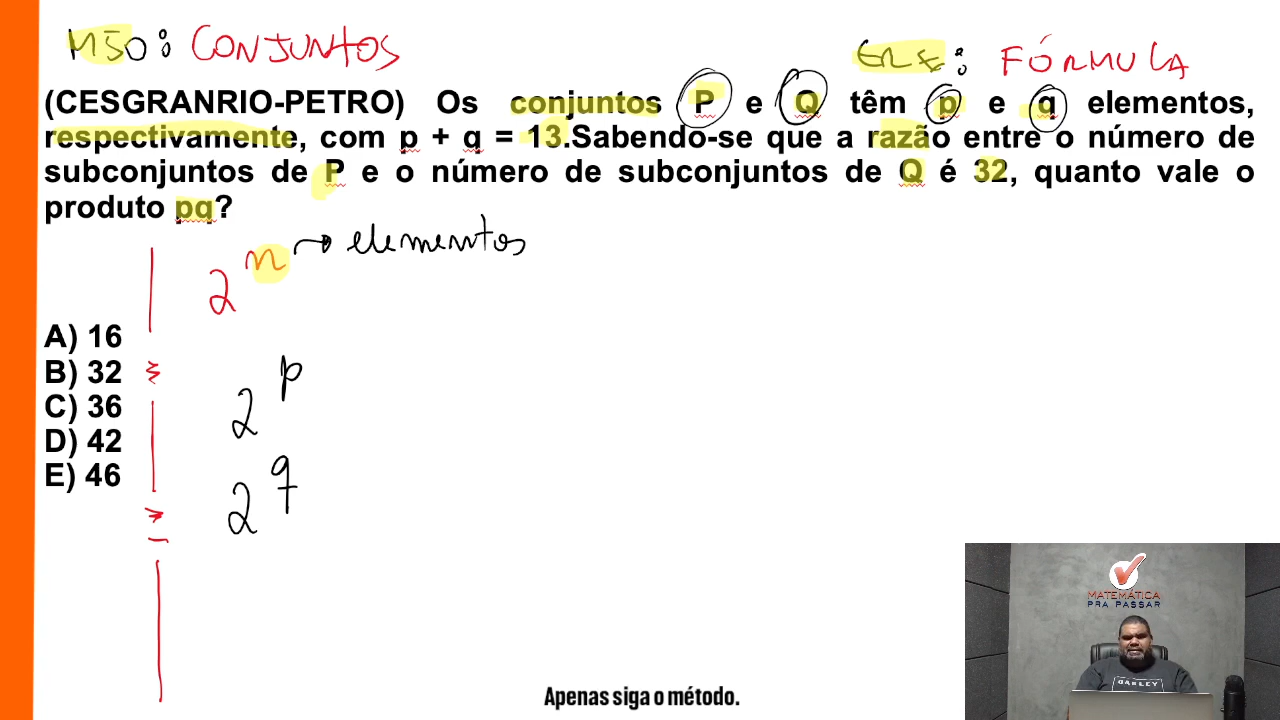 M50: CONJUNTOS
: FÓRMULA
(CESGRANRIO-PETRO) Os conjuntos P e Q têm p e q elementos,
respectivamente, com p + q = 13.Sabendo-se que a razão entre o número de
subconjuntos de P e o número de subconjuntos de Q é 32, quanto vale o
produto pq?
2^n → elementos
A) 16
B) 32
C) 36
D) 42
E) 46
2^p
2^q
MATEMÁTICA
PRA PASSAR
OAKLEY
Apenas siga o método.